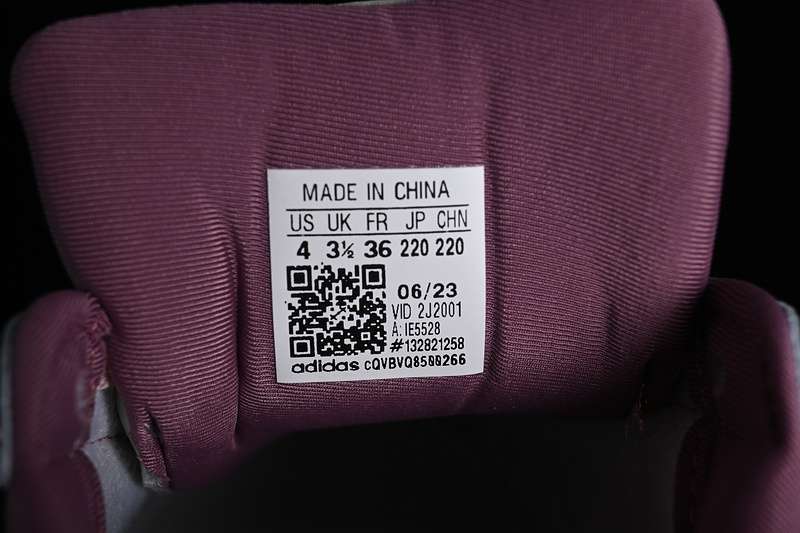 MADE IN CHINA
US UK FR JP CHN
4 3½ 36 220 220
06/23
VID 2J2001
A: IE5528
#132821258
adidas cQVBVQ8500266